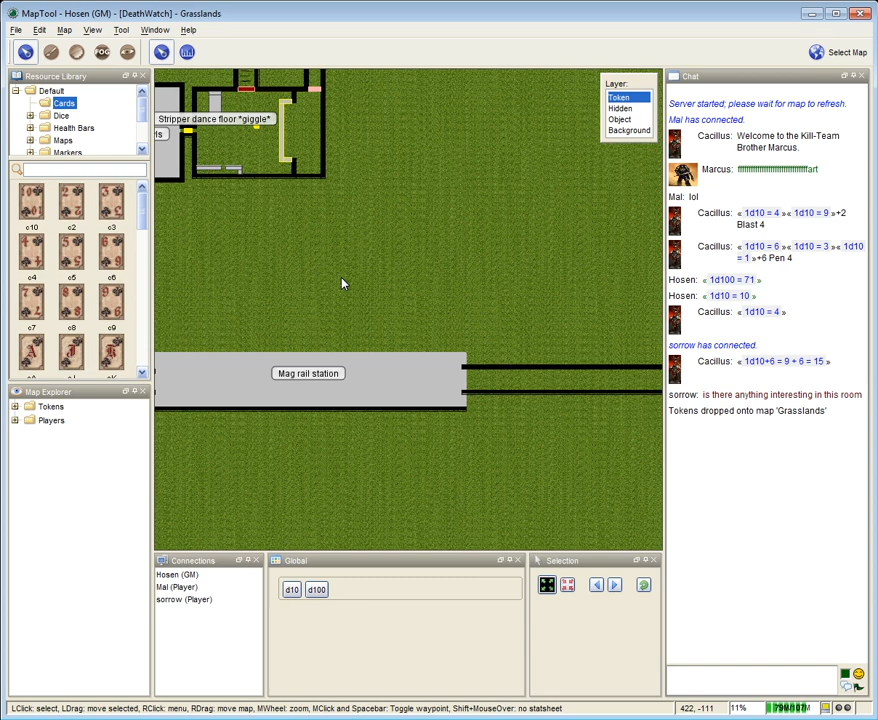 MapTool - Hosen (GM) - [DeathWatch] - Grasslands
File Edit Map View Tool Window Help
FOG
Select Map
Resource Library
Default
Cards
Dice
Health Bars
Maps
Markers
c10 c2 c3
c4 c5 c6
c7 c8 c9
Map Explorer
Tokens
Players
Stripper dance floor *giggle*
Mag rail station
Layer:
Token
Hidden
Object
Background
Connections
Hosen (GM)
Mal (Player)
sorrow (Player)
Global
d10 d100
Selection
Chat
Server started; please wait for map to refresh.
Mal has connected.
Cacillus: Welcome to the Kill-Team
Brother Marcus.
Marcus: ffffffffffffffffffffffffffffart
Mal: lol
Cacillus: « 1d10 = 4 »« 1d10 = 9 »+2
Blast 4
Cacillus: « 1d10 = 6 »« 1d10 = 3 »« 1d10
= 1 »+6 Pen 4
Hosen: « 1d100 = 71 »
Hosen: « 1d10 = 10 »
Cacillus: « 1d10 = 4 »
sorrow has connected.
Cacillus: « 1d10+6 = 9 + 6 = 15 »
sorrow: is there anything interesting in this room
Tokens dropped onto map 'Grasslands'
LClick: select, LDrag: move selected, RClick: menu, RDrag: move map, MWheel: zoom, MClick and Spacebar: Toggle waypoint, Shift+MouseOver: no statsheet
422, -111
11%
79M/107M